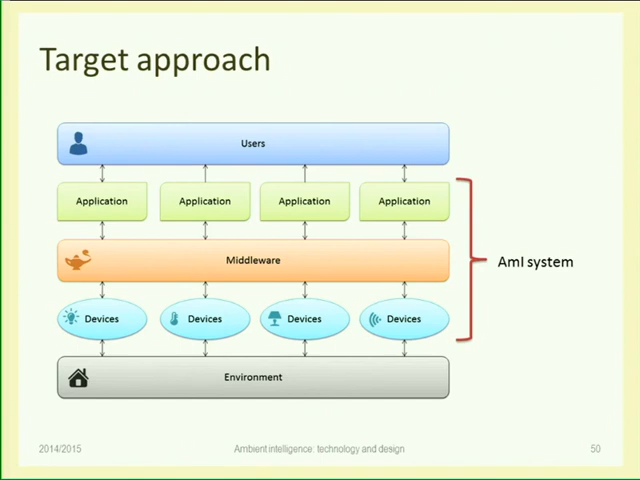 Target approach
Users
Application Application Application Application
Middleware
AmI system
Devices Devices Devices Devices
Environment
2014/2015 Ambient intelligence: technology and design 50